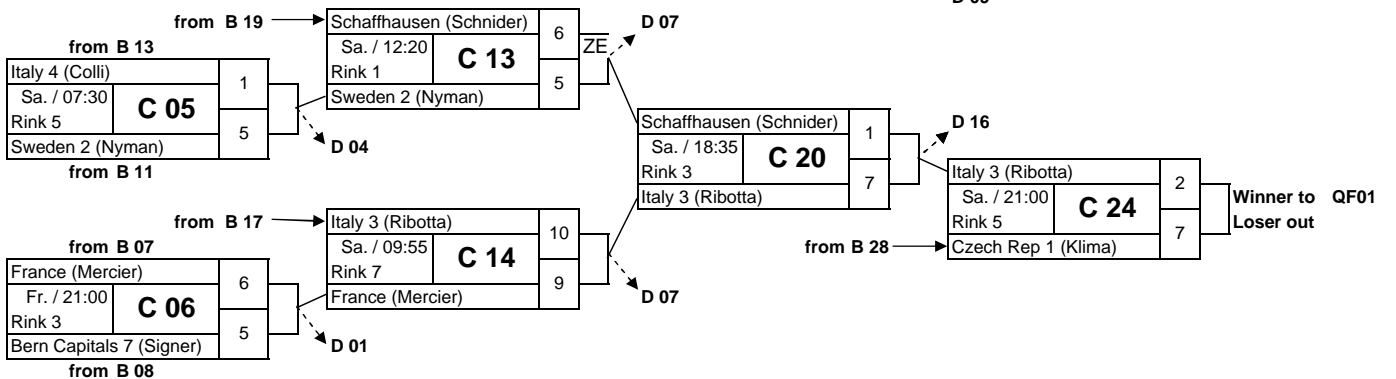 D 05
from B 19
Schaffhausen (Schnider)
6
ZE
Sa. / 12:20
Rink 1
C 13
5
Sweden 2 (Nyman)
D 07
from B 13
Italy 4 (Colli)
1
Sa. / 07:30
Rink 5
C 05
5
Sweden 2 (Nyman)
from B 11
D 04
Schaffhausen (Schnider)
1
Sa. / 18:35
Rink 3
C 20
7
Italy 3 (Ribotta)
D 16
Italy 3 (Ribotta)
2
Sa. / 21:00
Rink 5
C 24
7
from B 28
Czech Rep 1 (Klima)
Winner to QF01
Loser out
from B 17
Italy 3 (Ribotta)
10
Sa. / 09:55
Rink 7
C 14
9
France (Mercier)
D 07
from B 07
France (Mercier)
6
Fr. / 21:00
Rink 3
C 06
5
Bern Capitals 7 (Signer)
from B 08
D 01